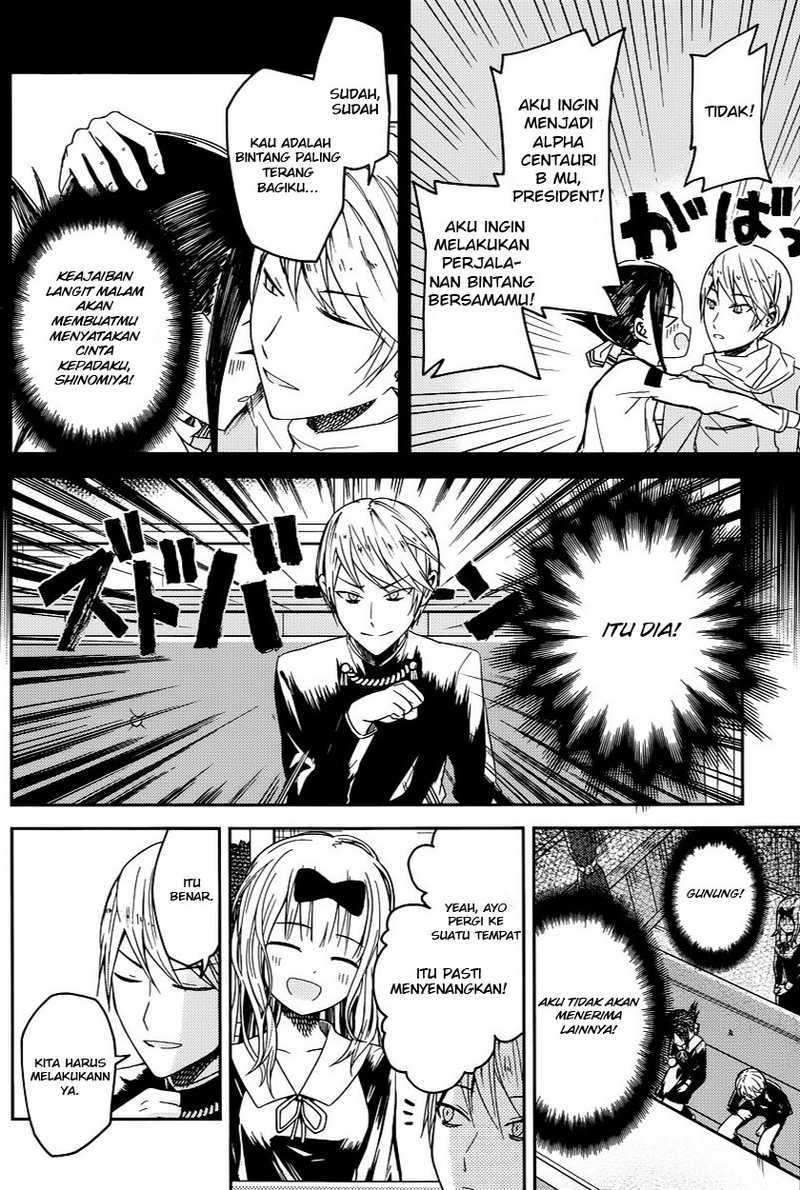 TIDAK!
がばっ
AKU INGIN
MENJADI
ALPHA
CENTAURI
B MU,
PRESIDENT!
AKU INGIN
MELAKUKAN
PERJALA-
NAN BINTANG
BERSAMAMU!
SUDAH,
SUDAH
KAU ADALAH
BINTANG PALING
TERANG
BAGIKU...
KEAJAIBAN
LANGIT MALAM
AKAN
MEMBUATMU
MENYATAKAN
CINTA
KEPADAKU,
SHINOMIYA!
ITU DIA!
ズドバーン
GUNUNG!
AKU TIDAK AKAN
MENERIMA
LAINNYA!
YEAH, AYO
PERGI KE
SUATU TEMPAT
ITU PASTI
MENYENANGKAN!
ITU
BENAR.
KITA HARUS
MELAKUKANN
YA.